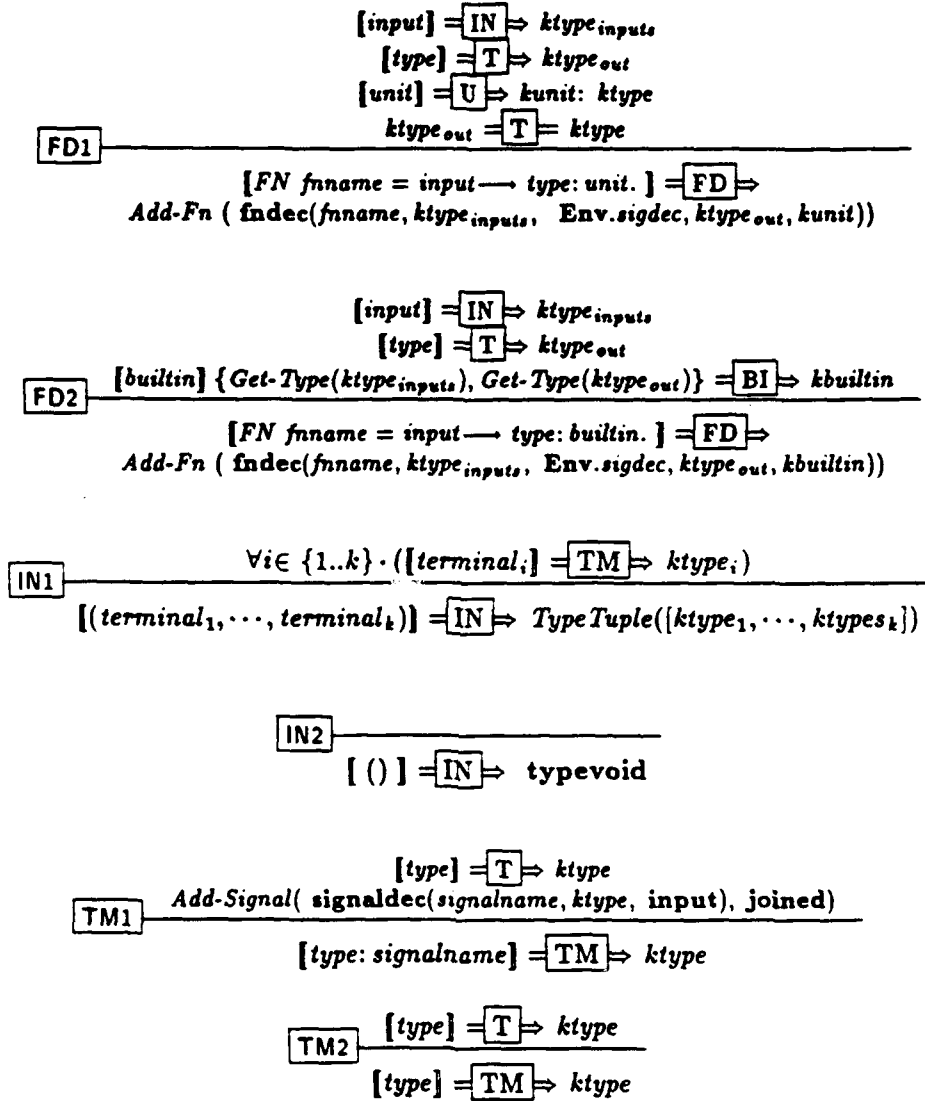 [input] =[IN]⇒ ktype_inputs
[type] =[T]⇒ ktype_out
[unit] =[U]⇒ kunit: ktype
ktype_out =[T]= ktype
FD1
[FN fnname = input ⟶ type: unit. ] =[FD]⇒
Add-Fn ( fndec(fnname, ktype_inputs, Env.sigdec, ktype_out, kunit))
[input] =[IN]⇒ ktype_inputs
[type] =[T]⇒ ktype_out
[builtin] {Get-Type(ktype_inputs), Get-Type(ktype_out)} =[BI]⇒ kbuiltin
FD2
[FN fnname = input ⟶ type: builtin. ] =[FD]⇒
Add-Fn ( fndec(fnname, ktype_inputs, Env.sigdec, ktype_out, kbuiltin))
∀i∈ {1..k} · ([terminal_i] =[TM]⇒ ktype_i)
IN1
[(terminal_1, ···, terminal_k)] =[IN]⇒ TypeTuple({ktype_1, ···, ktypes_k})
IN2
[ () ] =[IN]⇒ typevoid
[type] =[T]⇒ ktype
Add-Signal( signaldec(signalname, ktype, input), joined)
TM1
[type: signalname] =[TM]⇒ ktype
[type] =[T]⇒ ktype
TM2
[type] =[TM]⇒ ktype